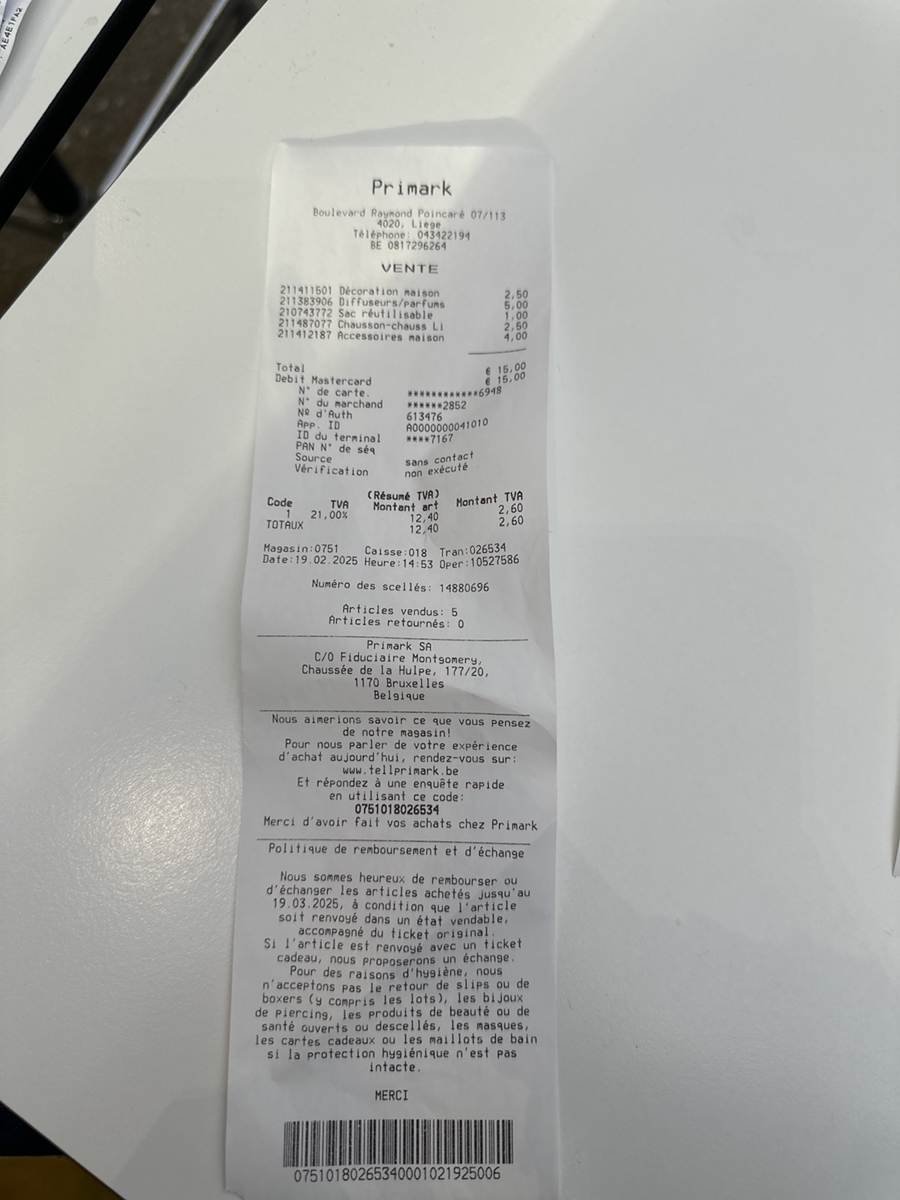 AE4E1FA2
Primark
Boulevard Raymond Poincaré 07/113
4020, Liege
Téléphone: 043422194
BE 0817296264
VENTE
211411501 Décoration maison 2,50
211383906 Diffuseurs/parfums 5,00
210743772 Sac réutilisable 1,00
211487077 Chausson-chauss Li 2,50
211412187 Accessoires maison 4,00
Total € 15,00
Debit Mastercard € 15,00
N° de carte. ************6948
N° du marchand ******2852
Nº d'Auth 613476
App. ID A0000000041010
ID du terminal ****7167
PAN N° de séq
Source sans contact
Vérification non exécuté
(Résumé TVA)
Code TVA Montant art Montant TVA
1 21,00% 12,40 2,60
TOTAUX 12,40 2,60
Magasin:0751 Caisse:018 Tran:026534
Date:19.02.2025 Heure:14:53 Oper:10527586
Numéro des scellés: 14880696
Articles vendus: 5
Articles retournés: 0
Primark SA
C/O Fiduciaire Montgomery,
Chaussée de la Hulpe, 177/20,
1170 Bruxelles
Belgique
Nous aimerions savoir ce que vous pensez
de notre magasin!
Pour nous parler de votre expérience
d'achat aujourd'hui, rendez-vous sur:
www.tellprimark.be
Et répondez à une enquête rapide
en utilisant ce code:
0751018026534
Merci d'avoir fait vos achats chez Primark
Politique de remboursement et d'échange
Nous sommes heureux de rembourser ou
d'échanger les articles achetés jusqu'au
19.03.2025, à condition que l'article
soit renvoyé dans un état vendable,
accompagné du ticket original.
Si l'article est renvoyé avec un ticket
cadeau, nous proposerons un échange.
Pour des raisons d'hygiène, nous
n'acceptons pas le retour de slips ou de
boxers (y compris les lots), les bijoux
de piercing, les produits de beauté ou de
santé ouverts ou descellés, les masques,
les cartes cadeaux ou les maillots de bain
si la protection hygiénique n'est pas
intacte.
MERCI
07510180265340001021925006